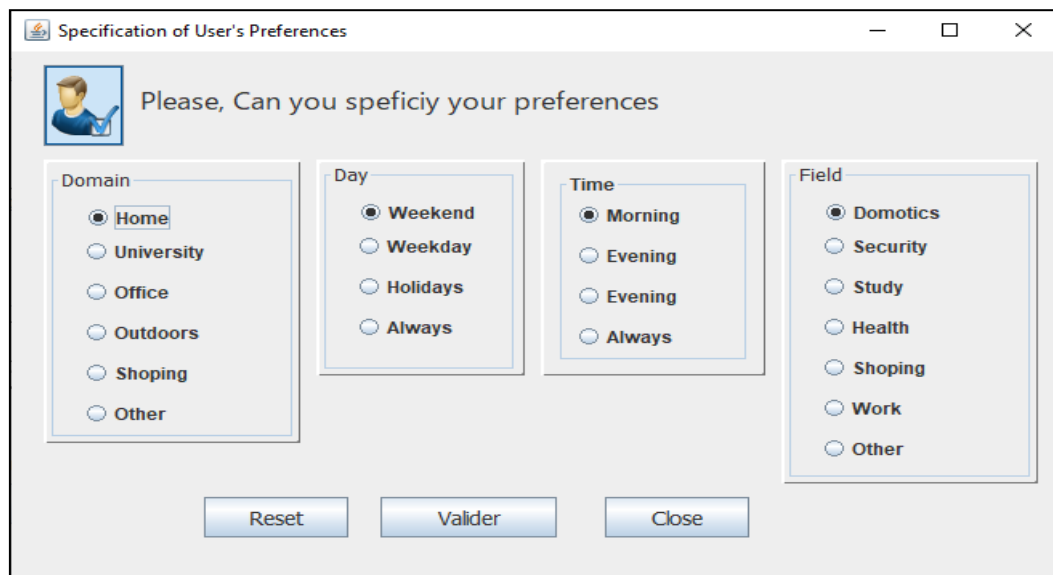 Specification of User's Preferences
Please, Can you speficiy your preferences
Domain
Home
University
Office
Outdoors
Shoping
Other
Day
Weekend
Weekday
Holidays
Always
Time
Morning
Evening
Evening
Always
Field
Domotics
Security
Study
Health
Shoping
Work
Other
Reset
Valider
Close